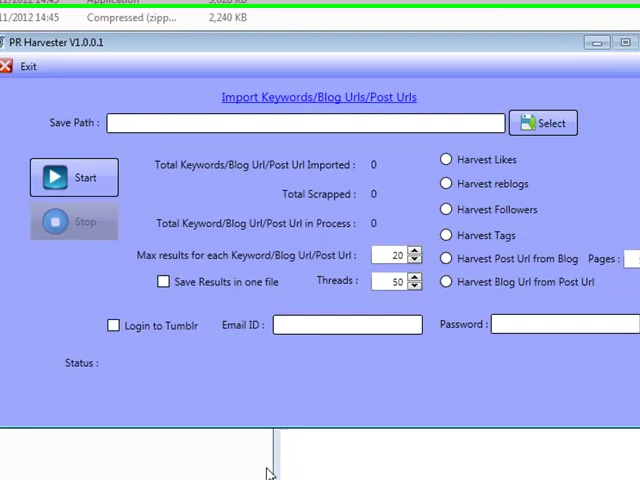 11/2012 14:45 Application 5,028 KB
11/2012 14:45 Compressed (zipp... 2,240 KB
PR Harvester V1.0.0.1
Exit
Import Keywords/Blog Urls/Post Urls
Save Path : Select
Start Total Keywords/Blog Url/Post Url Imported : 0 Harvest Likes
Total Scrapped : 0 Harvest reblogs
Stop Total Keyword/Blog Url/Post Url in Process : 0 Harvest Followers
Harvest Tags
Max results for each Keyword/Blog Url/Post Url : 20 Harvest Post Url from Blog Pages :
Save Results in one file Threads : 50 Harvest Blog Url from Post Url
Login to Tumblr Email ID : Password :
Status :